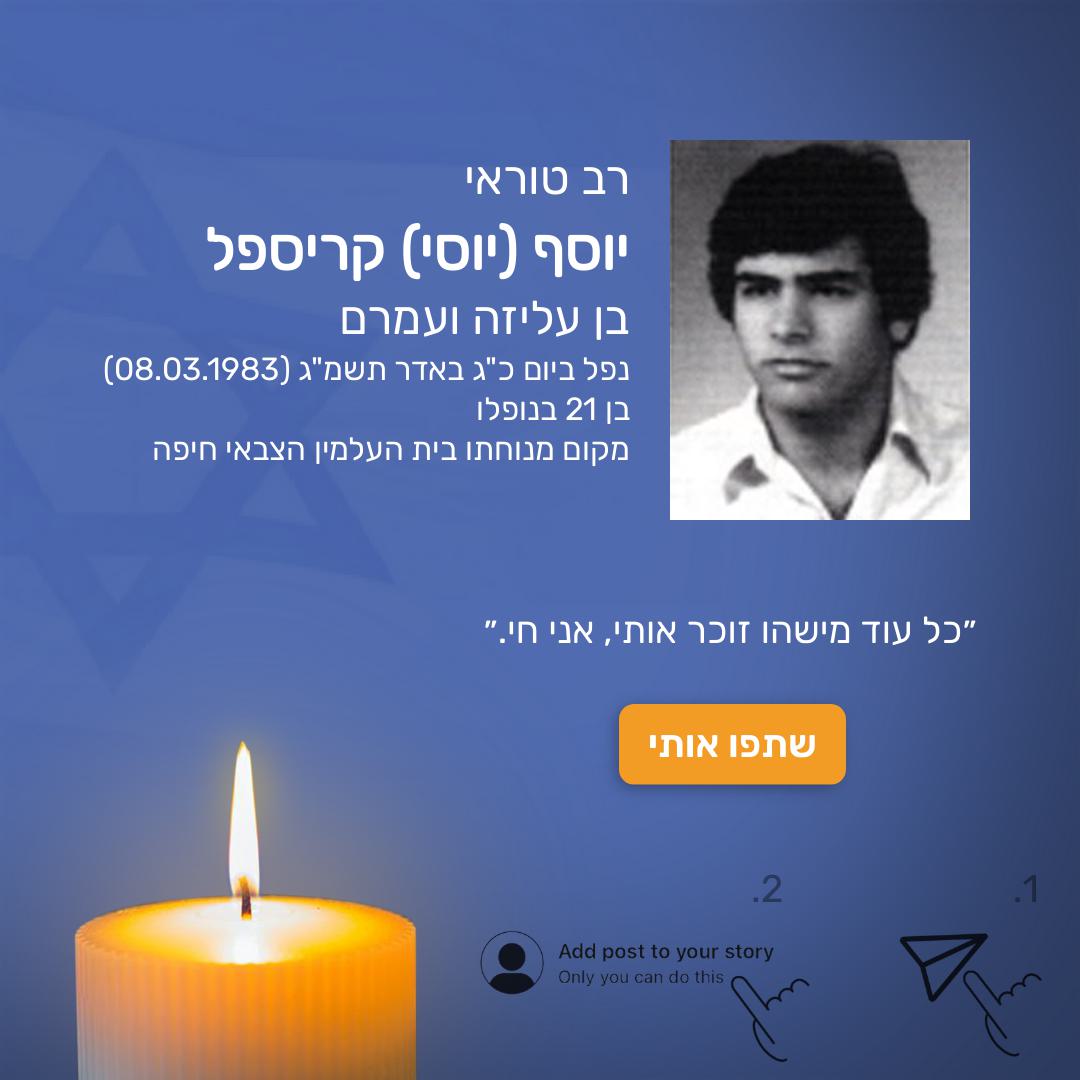 רב טוראי
יוסף (יוסי) קריספל
בן עליזה ועמרם
נפל ביום כ"ג באדר תשמ"ג (08.03.1983)
בן 21 בנופלו
מקום מנוחתו בית העלמין הצבאי חיפה
״כל עוד מישהו זוכר אותי, אני חי.״
שתפו אותי
1.
2.
Add post to your story
Only you can do this